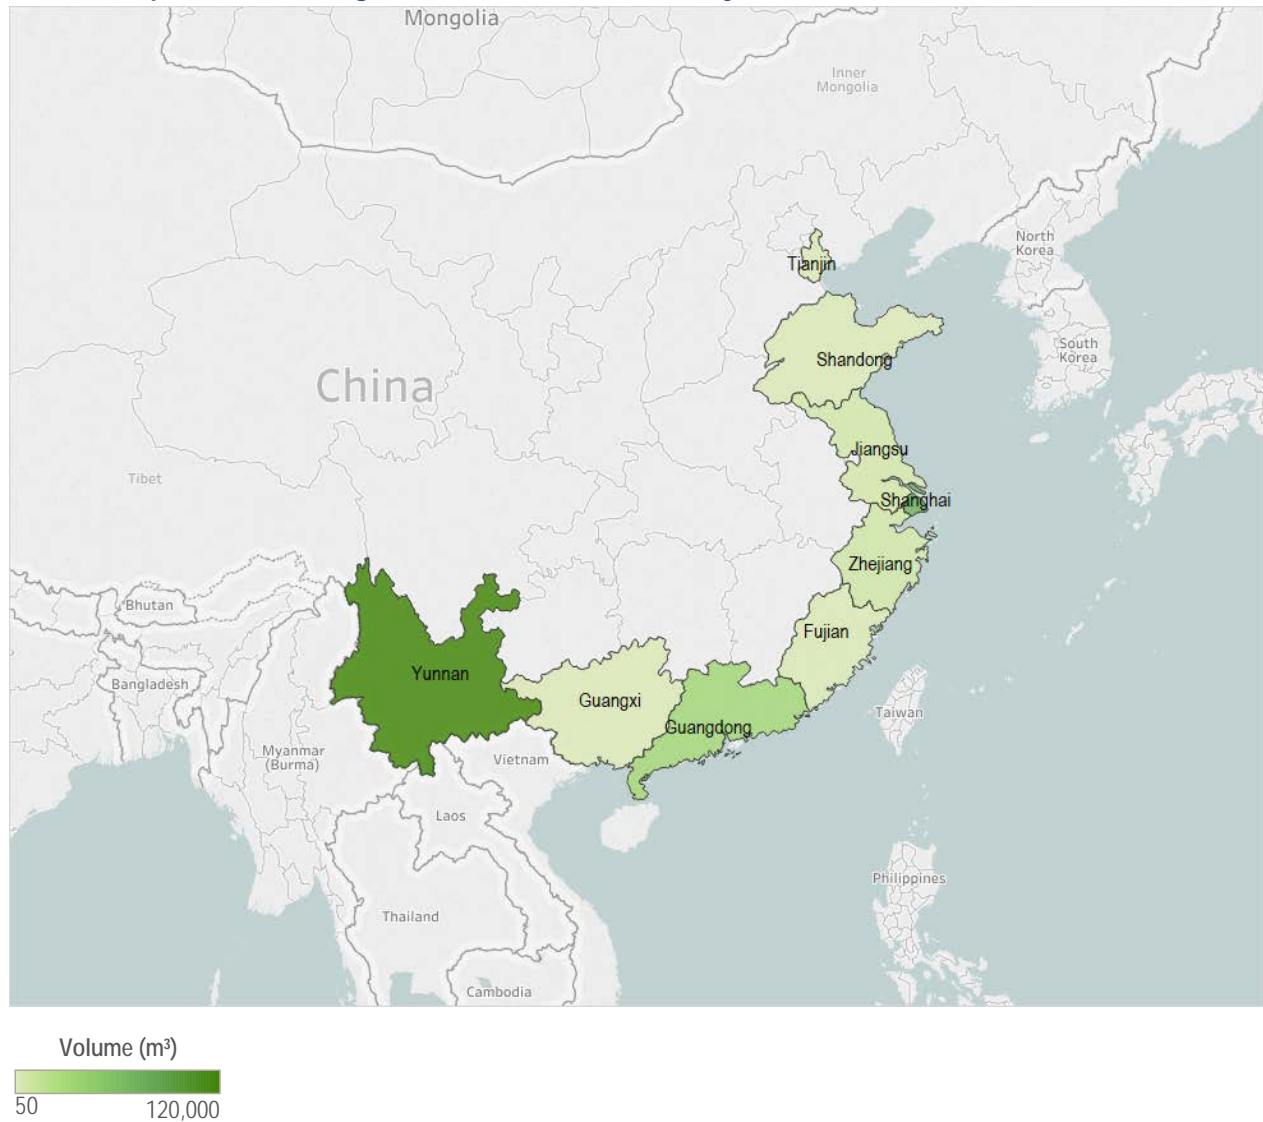 Mongolia
Inner
Mongolia
North
Korea
Tianjin
South
Korea
Shandong
China
Jiangsu
Tibet
Shanghai
Zhejiang
Bhutan
Fujian
Yunnan
Bangladesh
Guangxi
Taiwan
Guangdong
Myanmar
(Burma)
Vietnam
Laos
Philippines
Thailand
Cambodia
Volume (m³)
50
120,000